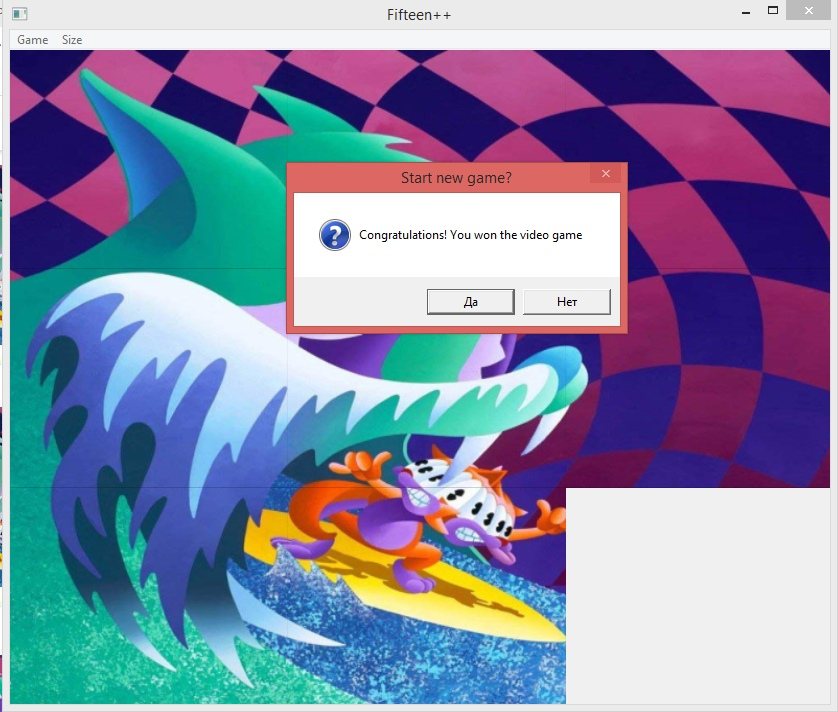 Fifteen++
Game Size
Start new game?
Congratulations! You won the video game
Да Нет